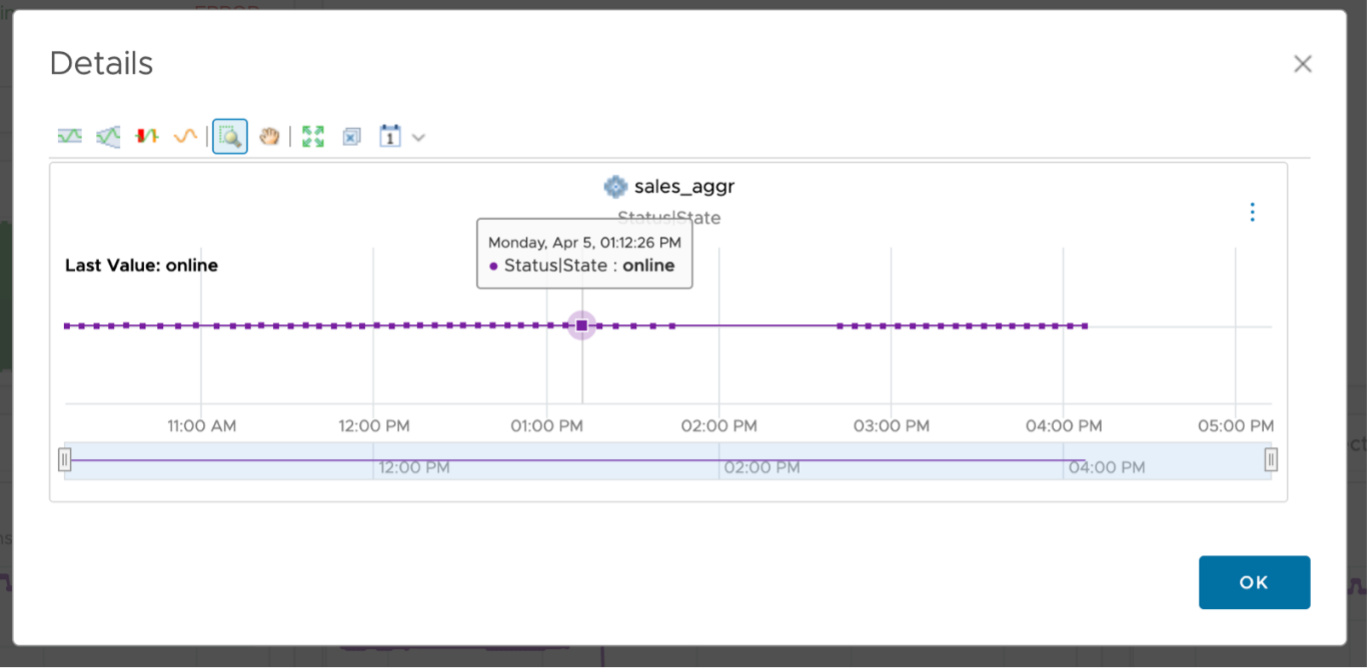 ERROR
Details
1
sales_aggr
Status|State
Monday, Apr 5, 01:12:26 PM
Status|State : online
Last Value: online
11:00 AM
12:00 PM
01:00 PM
02:00 PM
03:00 PM
04:00 PM
05:00 PM
12:00 PM
02:00 PM
04:00 PM
OK